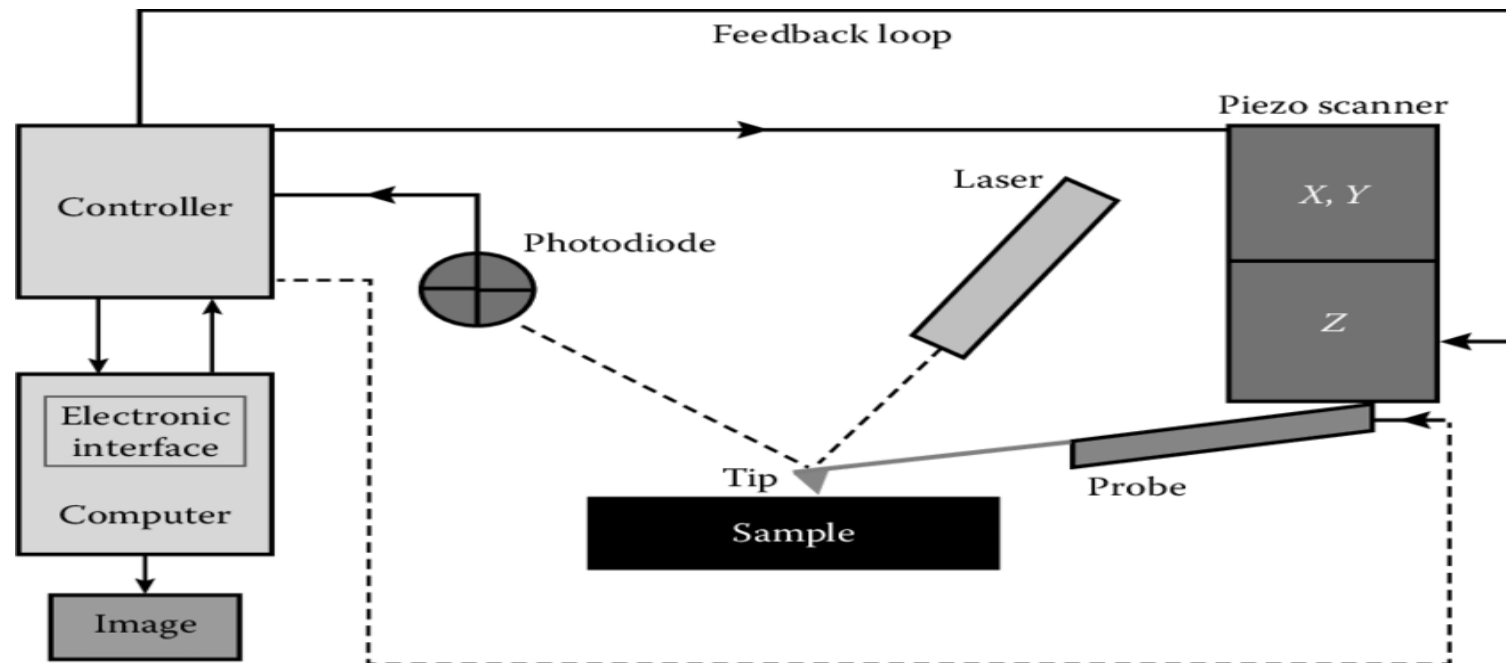 Feedback loop
Piezo scanner
Laser
X, Y
Controller
Photodiode
Z
Electronic
interface
Tip
Probe
Computer
Sample
Image